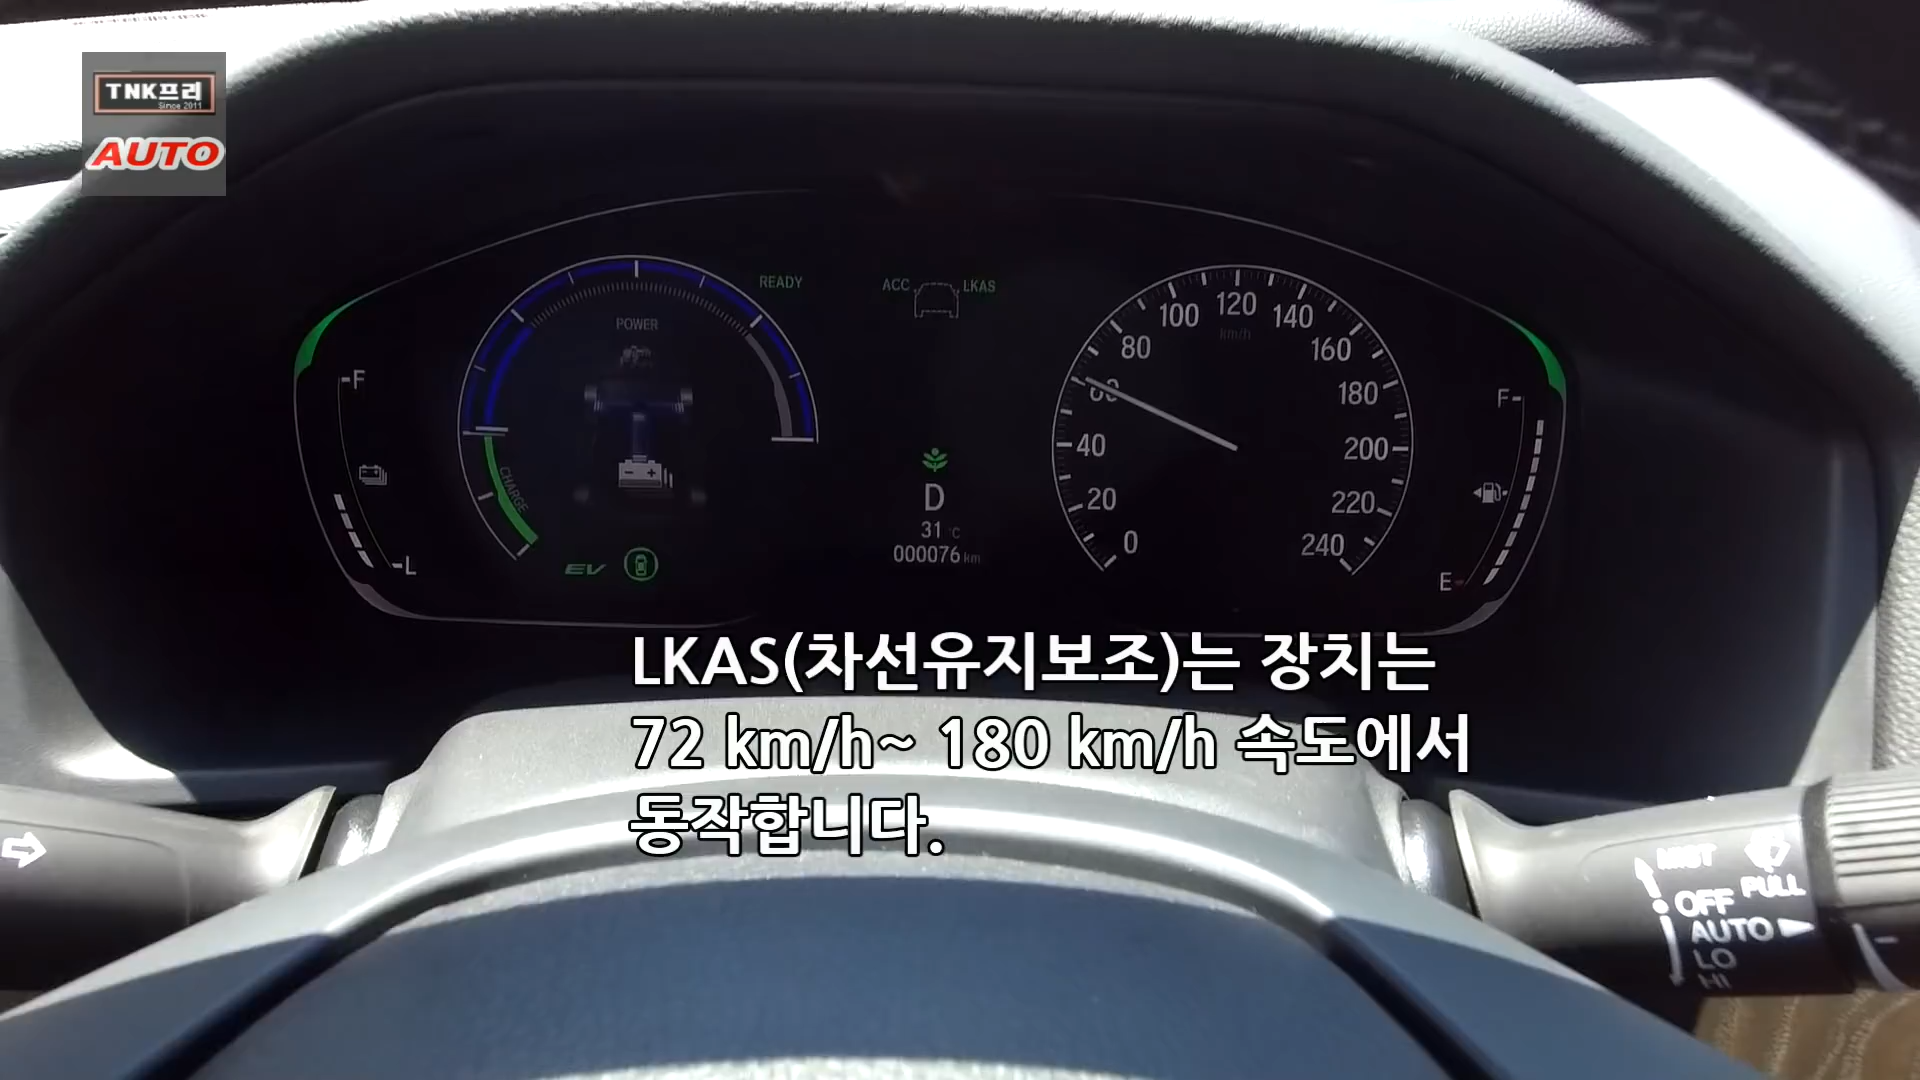 TNK프리
Since 2011
AUTO
READY
ACC
LKAS
POWER
F
L
CHARGE
EV
D
31 °C
000076 km
0
20
40
60
80
100
120
140
160
180
200
220
240
km/h
F
E
LKAS(차선유지보조)는 장치는
72 km/h~ 180 km/h 속도에서
동작합니다.
MIST
OFF PULL
AUTO
LO
HI